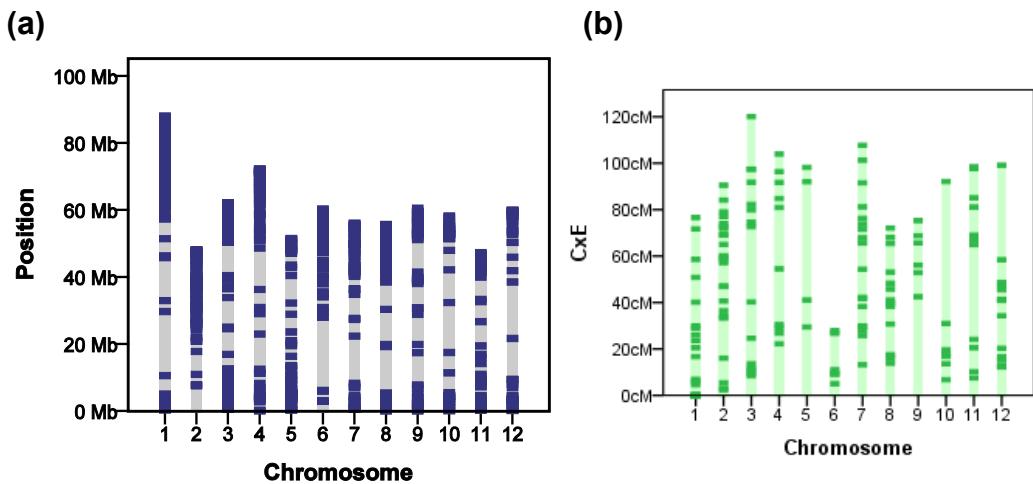 (a)
100 Mb
80 Mb
60 Mb
40 Mb
20 Mb
0 Mb
Position
1 2 3 4 5 6 7 8 9 10 11 12
Chromosome
(b)
120cM
100cM
80cM
60cM
40cM
20cM
0cM
CxE
1 2 3 4 5 6 7 8 9 10 11 12
Chromosome